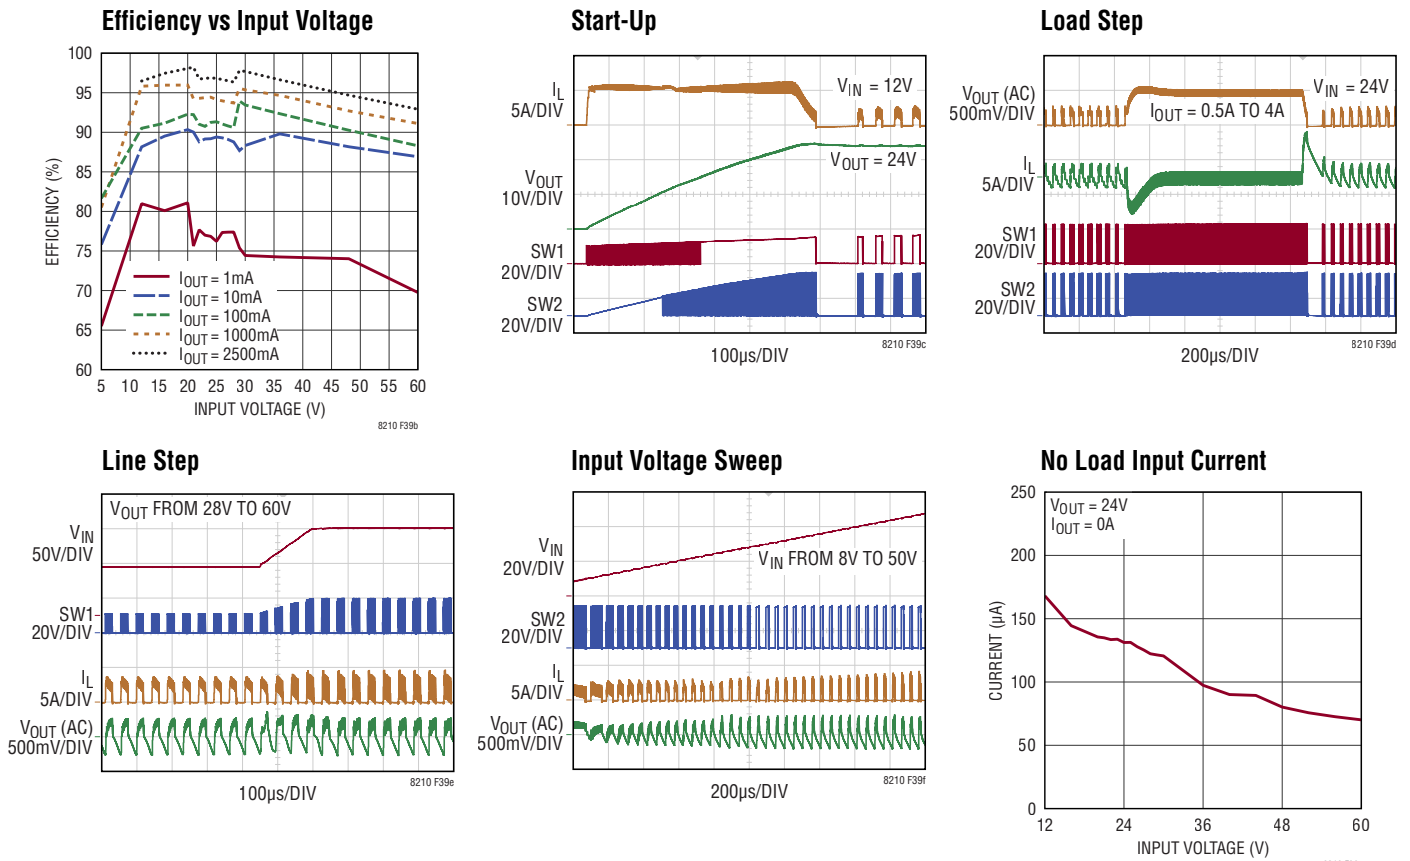 Efficiency vs Input Voltage
100
95
90
85
80
75
70
65
60
EFFICIENCY (%)
IOUT = 1mA
IOUT = 10mA
IOUT = 100mA
IOUT = 1000mA
IOUT = 2500mA
5 10 15 20 25 30 35 40 45 50 55 60
INPUT VOLTAGE (V)
8210 F39b
Start-Up
IL
5A/DIV
VIN = 12V
VOUT
10V/DIV
VOUT = 24V
SW1
20V/DIV
SW2
20V/DIV
8210 F39c
100µs/DIV
Load Step
VOUT (AC)
500mV/DIV
VIN = 24V
IOUT = 0.5A TO 4A
IL
5A/DIV
SW1
20V/DIV
SW2
20V/DIV
8210 F39d
200µs/DIV
Line Step
VOUT FROM 28V TO 60V
VIN
50V/DIV
SW1
20V/DIV
IL
5A/DIV
VOUT (AC)
500mV/DIV
8210 F39e
100µs/DIV
Input Voltage Sweep
VIN
20V/DIV
VIN FROM 8V TO 50V
SW2
20V/DIV
IL
5A/DIV
VOUT (AC)
500mV/DIV
8210 F39f
200µs/DIV
No Load Input Current
250
200
150
100
50
0
CURRENT (µA)
VOUT = 24V
IOUT = 0A
12 24 36 48 60
INPUT VOLTAGE (V)